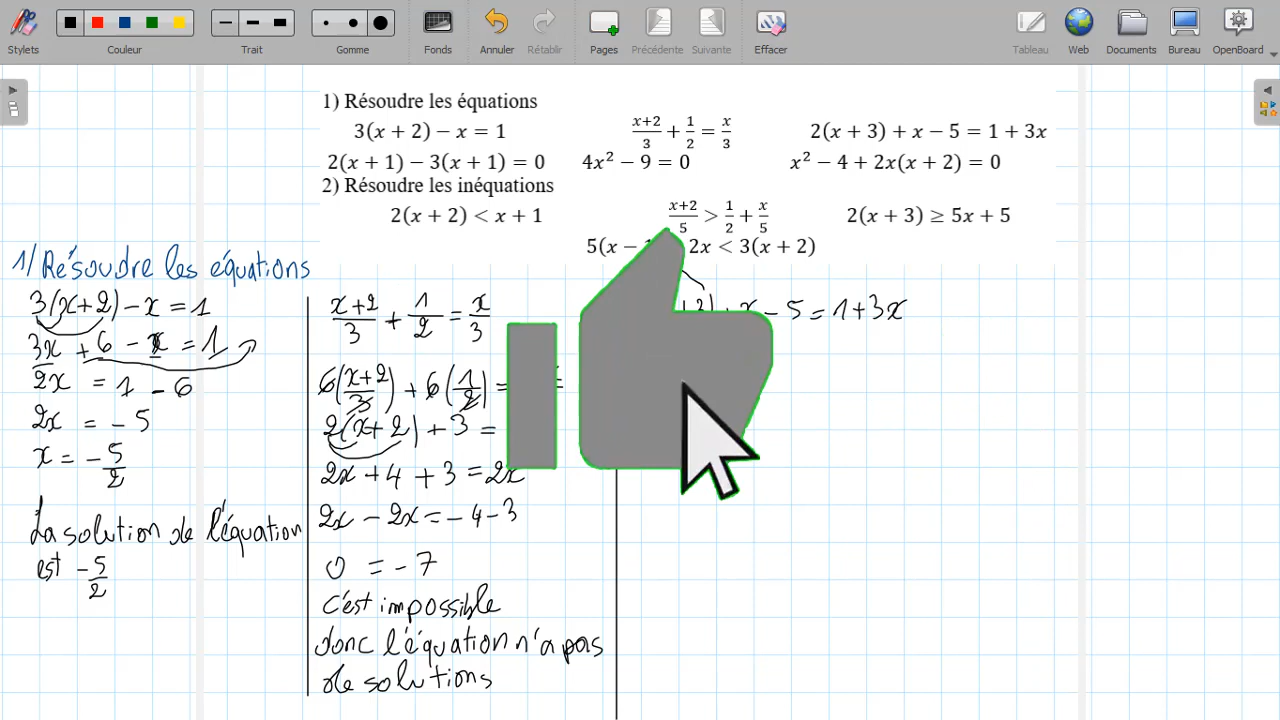 Stylets Couleur Trait Gomme Fonds Annuler Rétablir Pages Précédente Suivante Effacer Tableau Web Documents Bureau OpenBoard
1) Résoudre les équations
3(x + 2) − x = 1
(x+2)/3 + 1/2 = x/3
2(x + 3) + x − 5 = 1 + 3x
2(x + 1) − 3(x + 1) = 0
4x² − 9 = 0
x² − 4 + 2x(x + 2) = 0
2) Résoudre les inéquations
2(x + 2) < x + 1
(x+2)/5 > 1/2 + x/5
2(x + 3) ≥ 5x + 5
5(x − 2x < 3(x + 2)
1/ Résoudre les équations
3(x+2) − x = 1
3x + 6 − x = 1
2x = 1 − 6
2x = − 5
x = − 5/2
La solution de l'équation
est − 5/2
(x+2)/3 + 1/2 = x/3
6((x+2)/3) + 6(1/2) =
2(x+2) + 3 =
2x + 4 + 3 = 2x
2x − 2x = − 4 − 3
0 = − 7
c'est impossible
donc l'équation n'a pas
de solutions
x − 5 = 1 + 3x